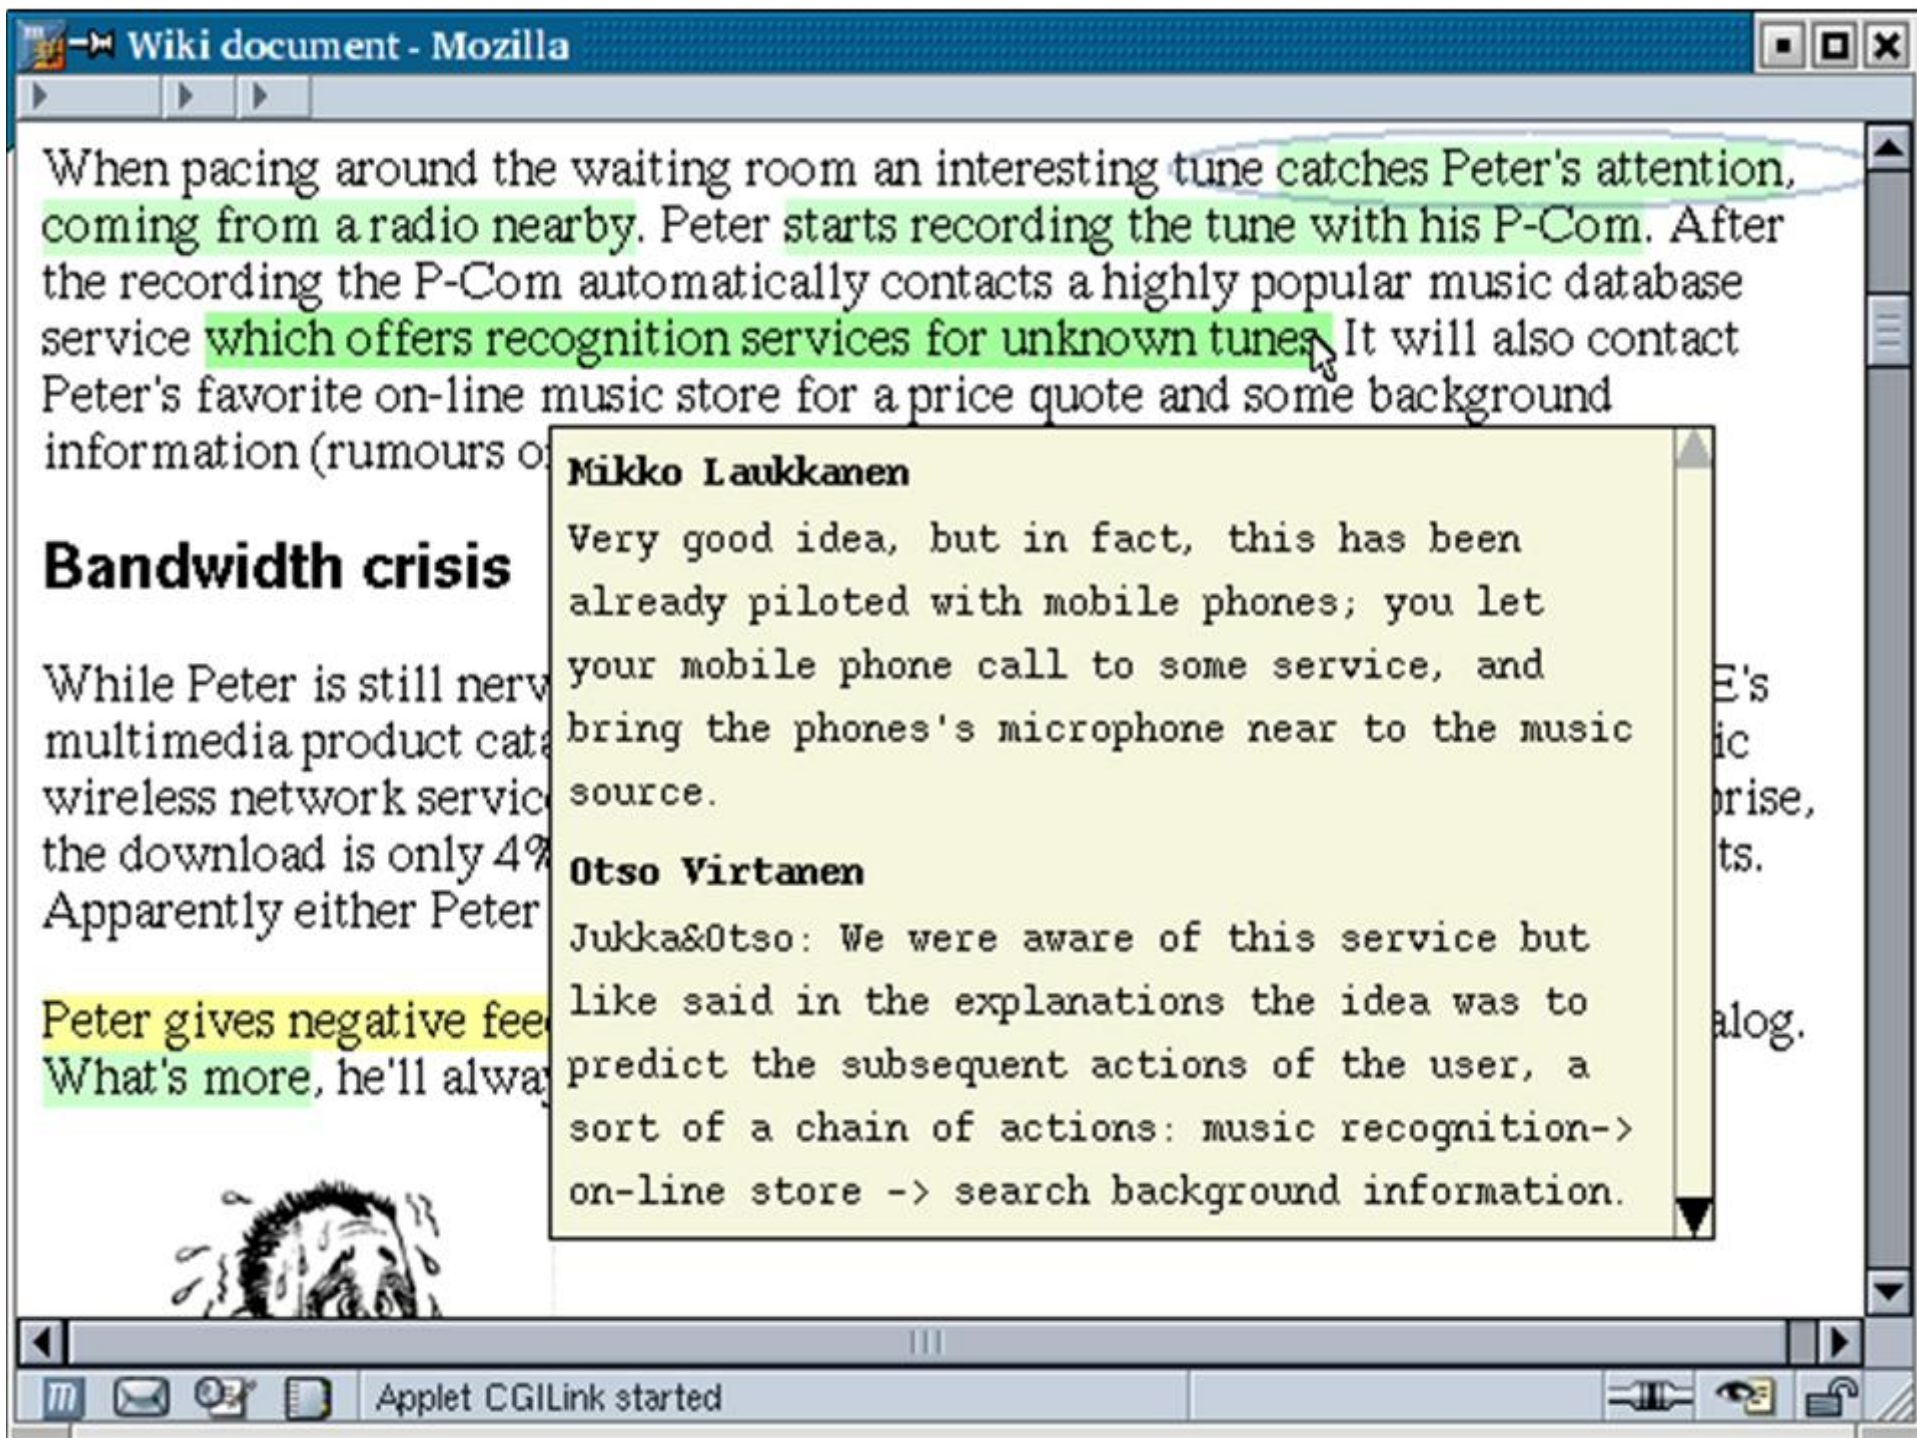 Wiki document - Mozilla
When pacing around the waiting room an interesting tune catches Peter's attention,
coming from a radio nearby. Peter starts recording the tune with his P-Com. After
the recording the P-Com automatically contacts a highly popular music database
service which offers recognition services for unknown tunes. It will also contact
Peter's favorite on-line music store for a price quote and some background
information (rumours
Mikko Laukkanen
Very good idea, but in fact, this has been
already piloted with mobile phones; you let
your mobile phone call to some service, and
bring the phones's microphone near to the music
source.
Otso Virtanen
Jukka&Otso: We were aware of this service but
like said in the explanations the idea was to
predict the subsequent actions of the user, a
sort of a chain of actions: music recognition->
on-line store -> search background information.
Bandwidth crisis
While Peter is still nerv E's
multimedia product cata ic
wireless network servic rise,
the download is only 4% ts.
Apparently either Peter
Peter gives negative feed alog.
What's more, he'll alway
Applet CGILink started